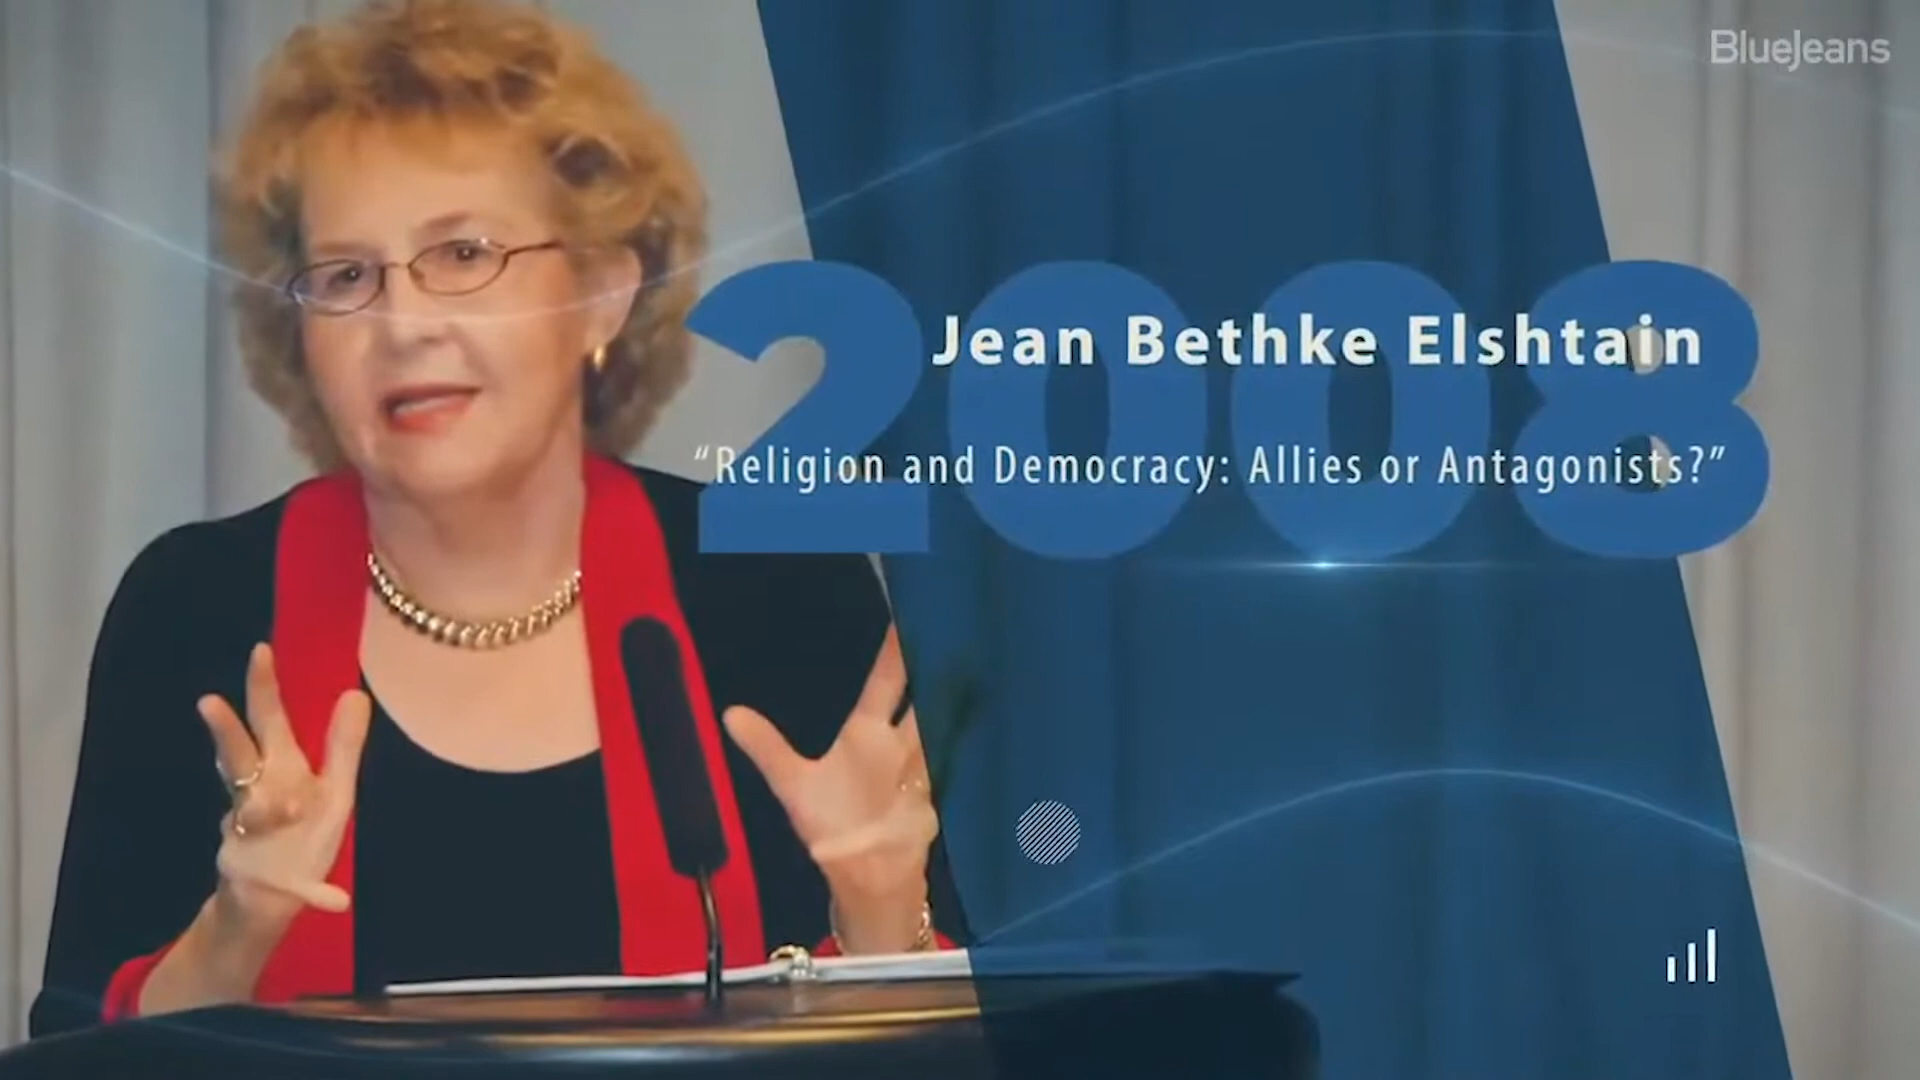 BlueJeans
2008
Jean Bethke Elshtain
“Religion and Democracy: Allies or Antagonists?”